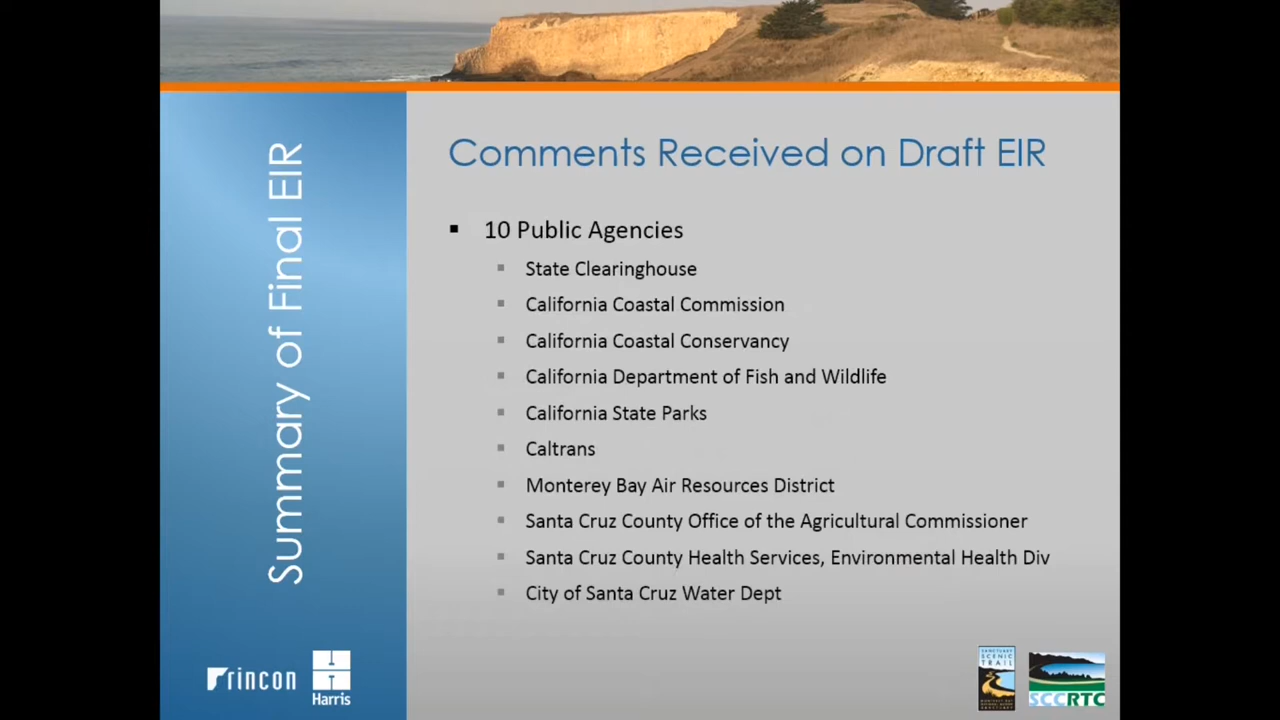 Comments Received on Draft EIR
Summary of Final EIR
10 Public Agencies
State Clearinghouse
California Coastal Commission
California Coastal Conservancy
California Department of Fish and Wildlife
California State Parks
Caltrans
Monterey Bay Air Resources District
Santa Cruz County Office of the Agricultural Commissioner
Santa Cruz County Health Services, Environmental Health Div
City of Santa Cruz Water Dept
rincon
Harris
SANCTUARY
SCENIC
TRAIL
SCCRTC